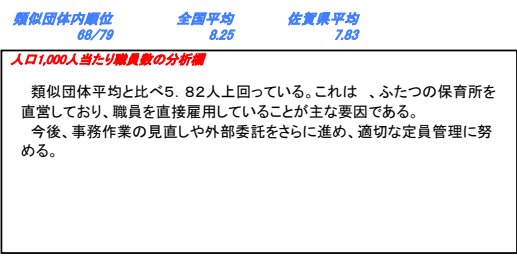 類似団体内順位 全国平均 佐賀県平均
68/79 8.25 7.83
人口1,000人当たり職員数の分析欄
類似団体平均と比べ5．82人上回っている。これは　、ふたつの保育所を
直営しており、職員を直接雇用していることが主な要因である。
今後、事務作業の見直しや外部委託をさらに進め、適切な定員管理に努
める。